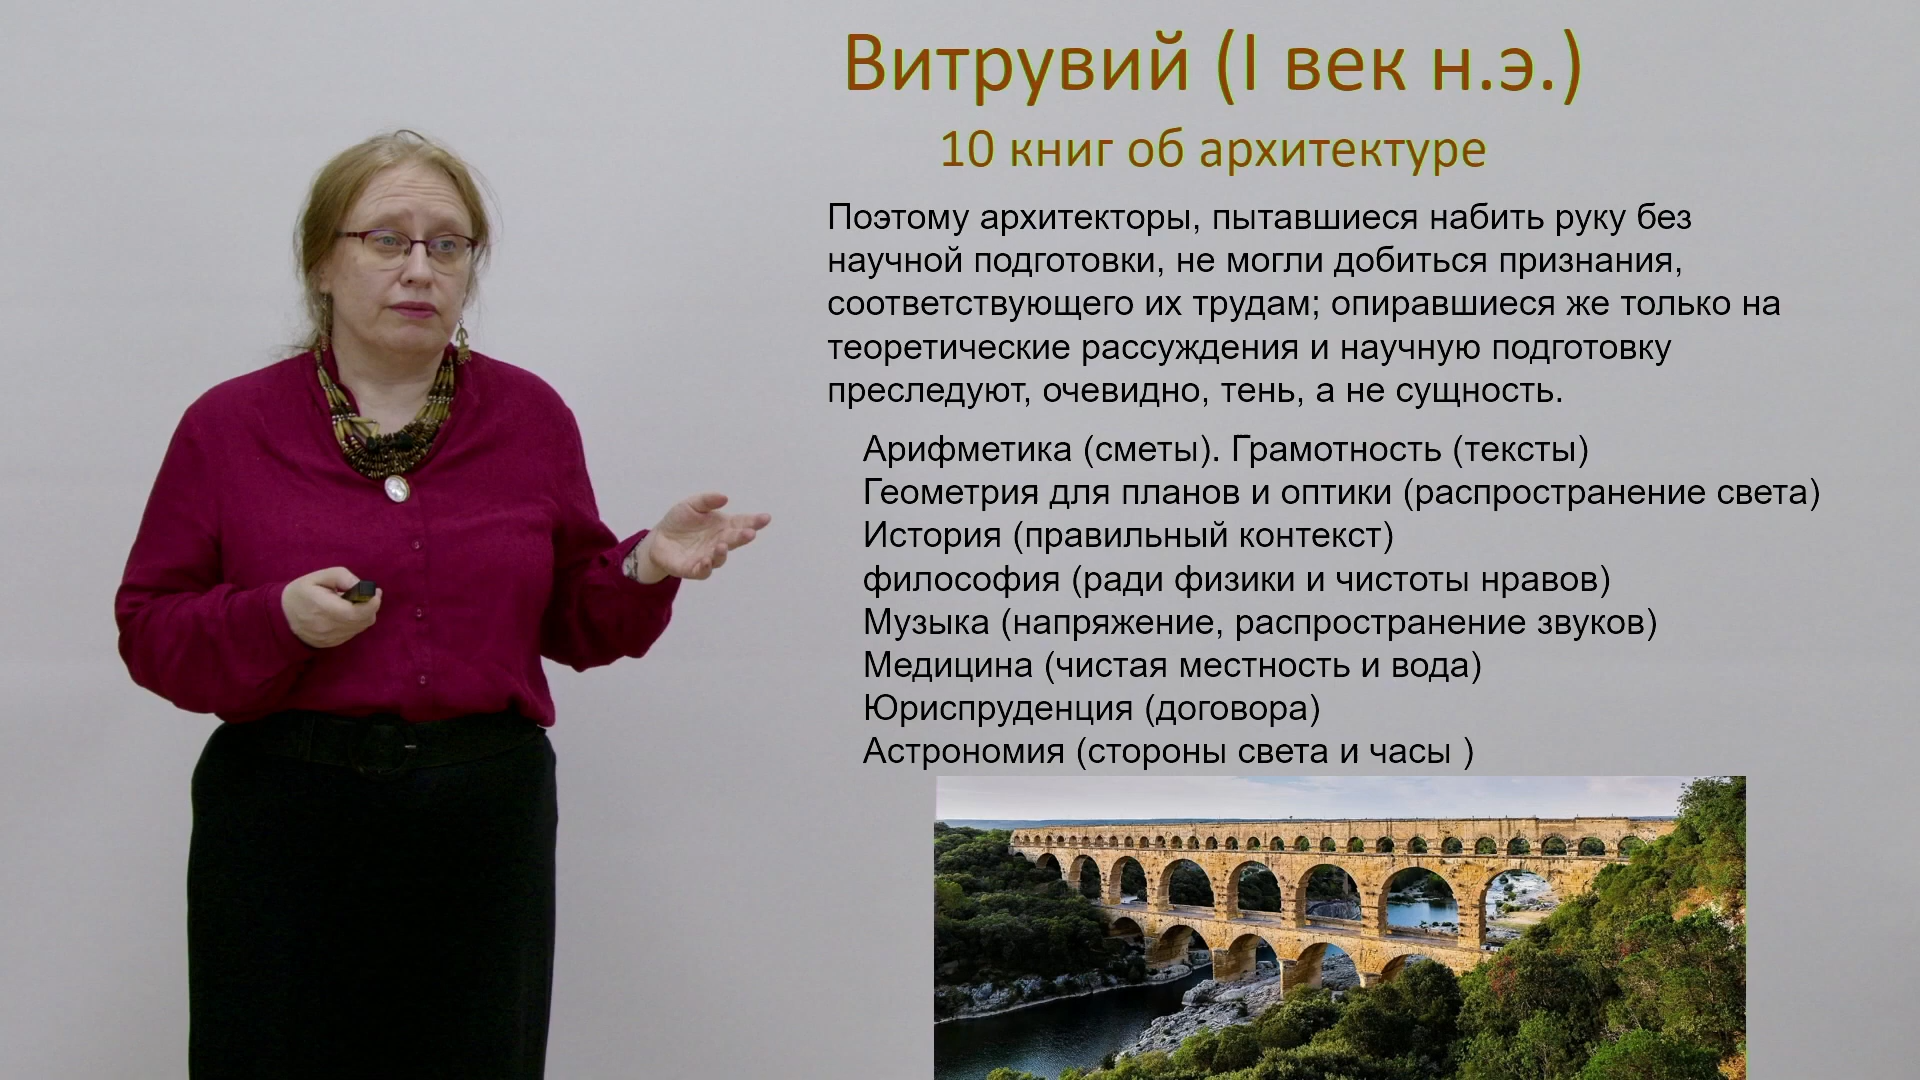 Витрувий (I век н.э.)
10 книг об архитектуре
Поэтому архитекторы, пытавшиеся набить руку без
научной подготовки, не могли добиться признания,
соответствующего их трудам; опиравшиеся же только на
теоретические рассуждения и научную подготовку
преследуют, очевидно, тень, а не сущность.
Арифметика (сметы). Грамотность (тексты)
Геометрия для планов и оптики (распространение света)
История (правильный контекст)
философия (ради физики и чистоты нравов)
Музыка (напряжение, распространение звуков)
Медицина (чистая местность и вода)
Юриспруденция (договора)
Астрономия (стороны света и часы )